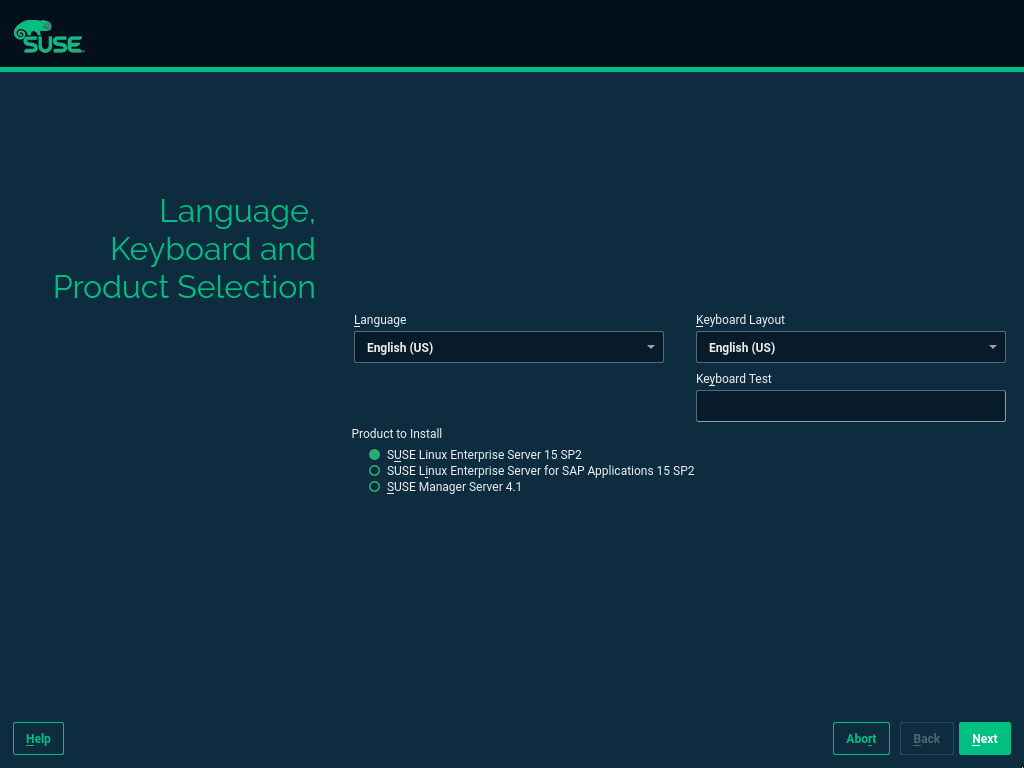 SUSE
Language,
Keyboard and
Product Selection
Language
Keyboard Layout
English (US)
English (US)
Keyboard Test
Product to Install
SUSE Linux Enterprise Server 15 SP2
SUSE Linux Enterprise Server for SAP Applications 15 SP2
SUSE Manager Server 4.1
Help
Abort
Back
Next